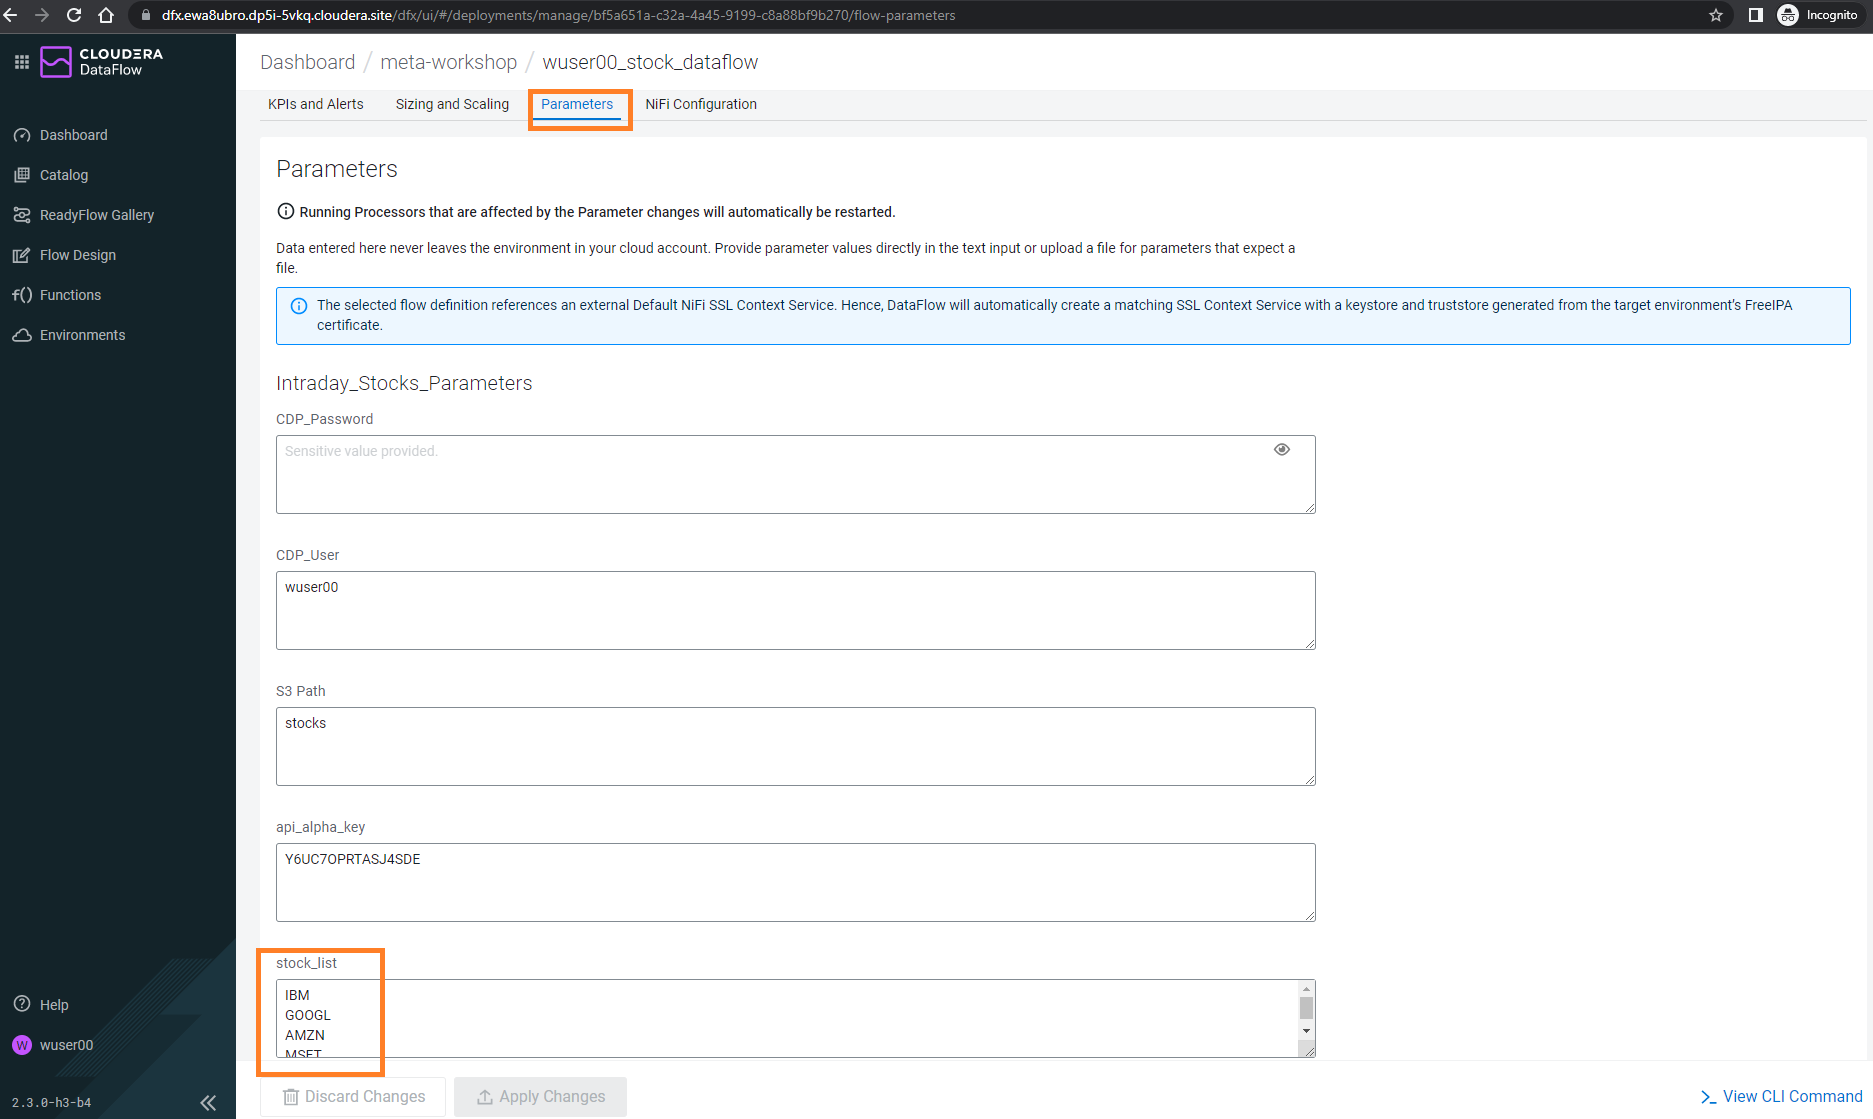 dfx.ewa8ubro.dp5i-5vkq.cloudera.site/dfx/ui/#/deployments/manage/bf5a651a-c32a-4a45-9199-c8a88bf9b270/flow-parameters
Incognito
CLOUDERA
DataFlow
Dashboard
Catalog
ReadyFlow Gallery
Flow Design
f() Functions
Environments
Help
W wuser00
2.3.0-h3-b4
Dashboard / meta-workshop / wuser00_stock_dataflow
KPIs and Alerts Sizing and Scaling Parameters NiFi Configuration
Parameters
Running Processors that are affected by the Parameter changes will automatically be restarted.
Data entered here never leaves the environment in your cloud account. Provide parameter values directly in the text input or upload a file for parameters that expect a
file.
The selected flow definition references an external Default NiFi SSL Context Service. Hence, DataFlow will automatically create a matching SSL Context Service with a keystore and truststore generated from the target environment's FreeIPA
certificate.
Intraday_Stocks_Parameters
CDP_Password
Sensitive value provided.
CDP_User
wuser00
S3 Path
stocks
api_alpha_key
Y6UC7OPRTASJ4SDE
stock_list
IBM
GOOGL
AMZN
MSFT
Discard Changes Apply Changes
View CLI Command